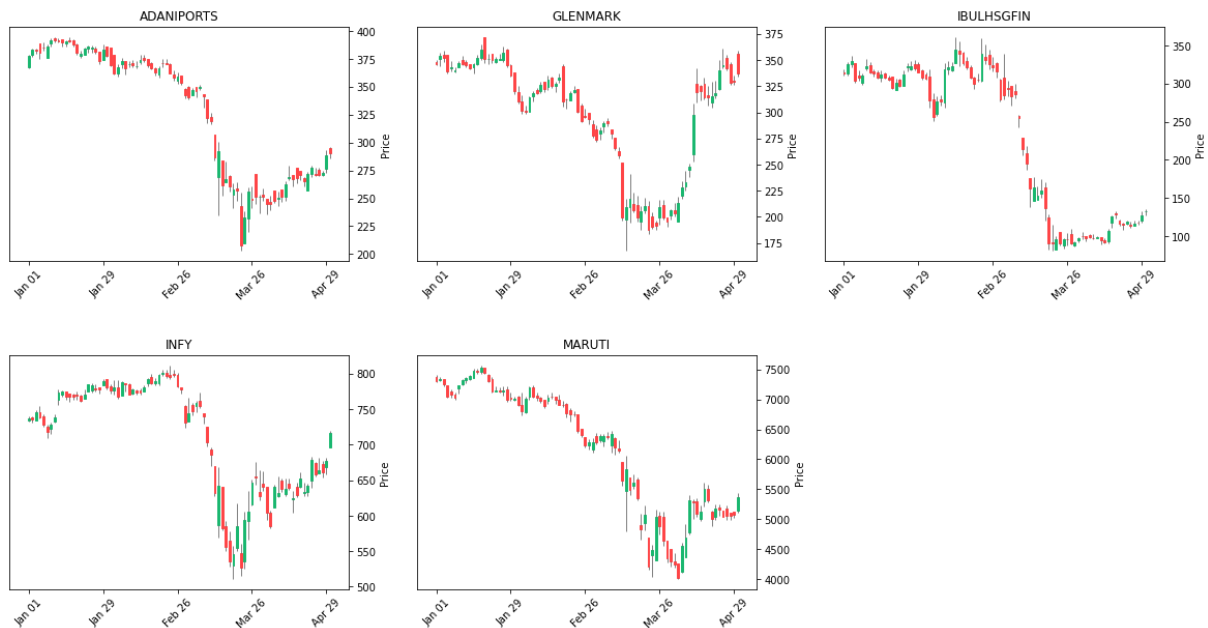 ADANIPORTS
400
375
350
325
300
275
250
225
200
Price
Jan 01
Jan 29
Feb 26
Mar 26
Apr 29
GLENMARK
375
350
325
300
275
250
225
200
175
Price
Jan 01
Jan 29
Feb 26
Mar 26
Apr 29
IBULHSGFIN
350
300
250
200
150
100
Price
Jan 01
Jan 29
Feb 26
Mar 26
Apr 29
INFY
800
750
700
650
600
550
500
Price
Jan 01
Jan 29
Feb 26
Mar 26
Apr 29
MARUTI
7500
7000
6500
6000
5500
5000
4500
4000
Price
Jan 01
Jan 29
Feb 26
Mar 26
Apr 29